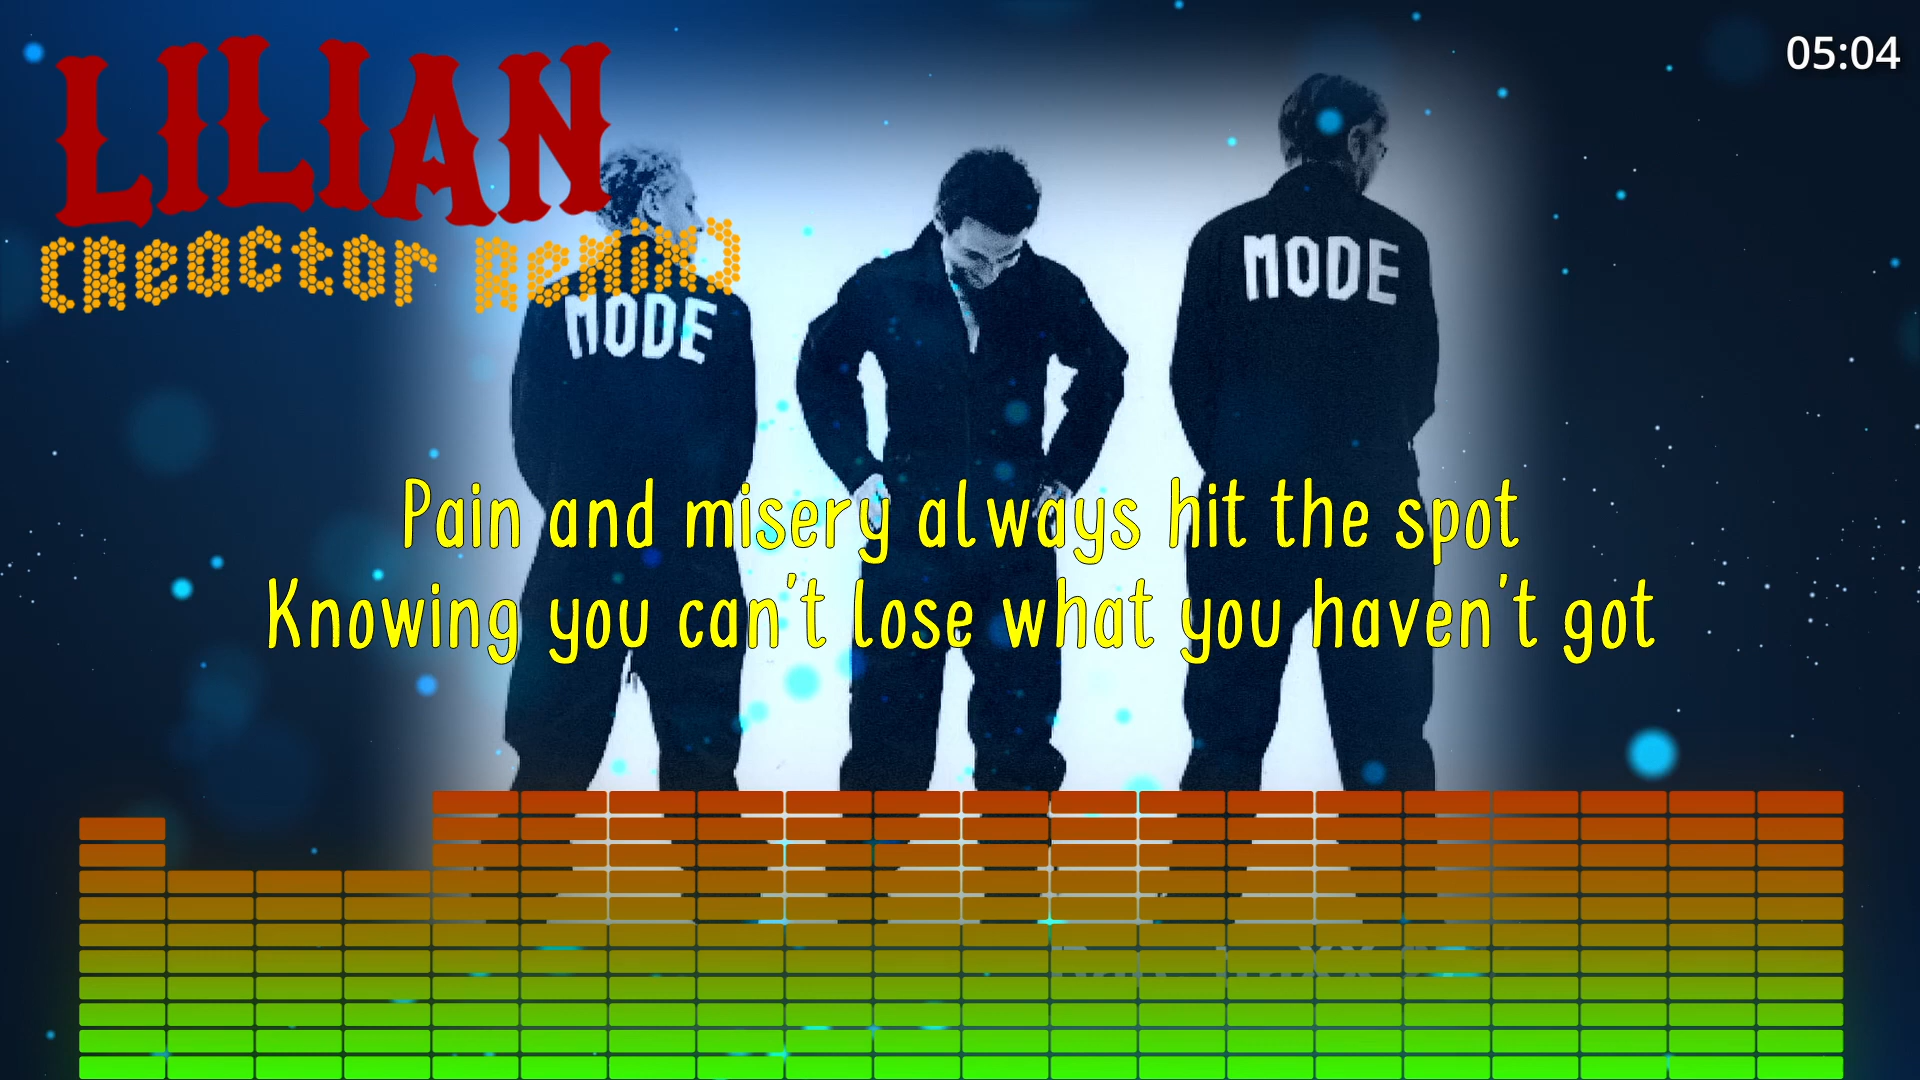 LILIAN
05:04
(Reactor Remix)
MODE
MODE
Pain and misery always hit the spot
Knowing you can't lose what you haven't got